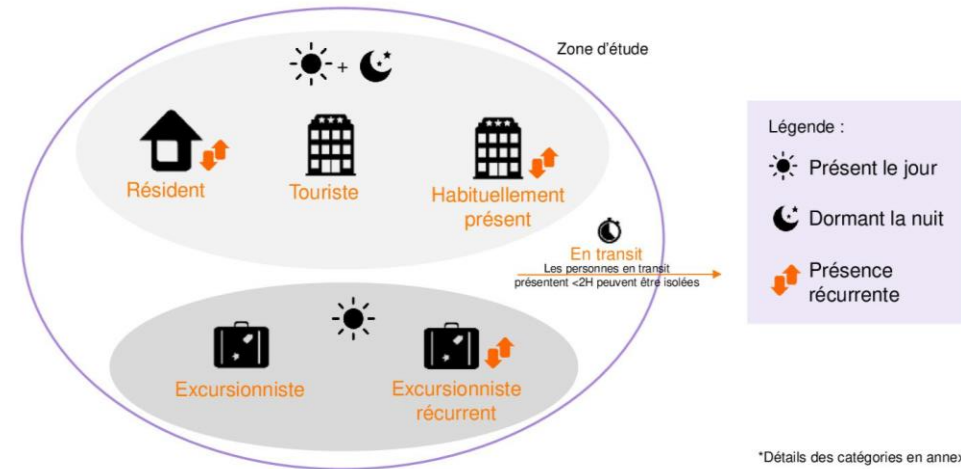 Zone d'étude
+
Résident
Touriste
Habituellement
présent
En transit
Les personnes en transit
présentent <2H peuvent être isolées
Excursionniste
Excursionniste
récurrent
Légende :
Présent le jour
Dormant la nuit
Présence
récurrente
*Détails des catégories en annex